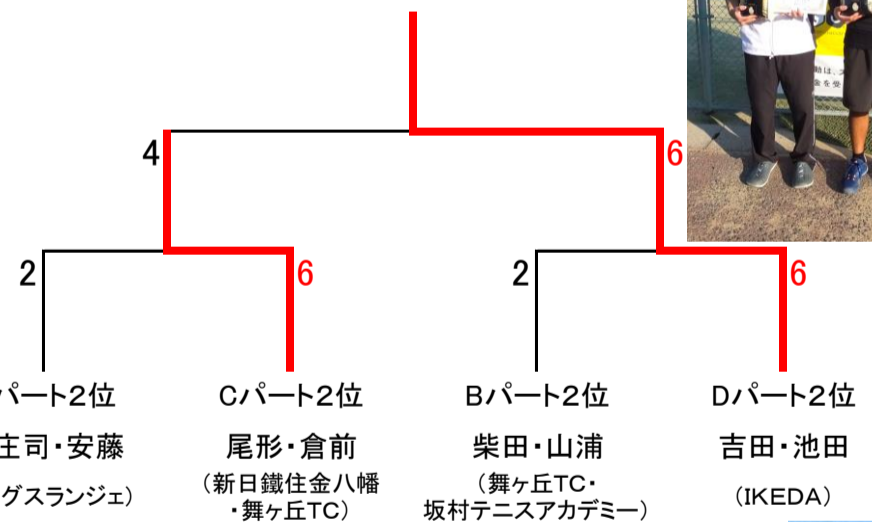 4
6
2
6
2
6
パート2位
Cパート2位
Bパート2位
Dパート2位
庄司・安藤
尾形・倉前
柴田・山浦
吉田・池田
グスランジェ)
(新日鐵住金八幡
・舞ヶ丘TC)
(舞ヶ丘TC・
坂村テニスアカデミー)
(IKEDA)